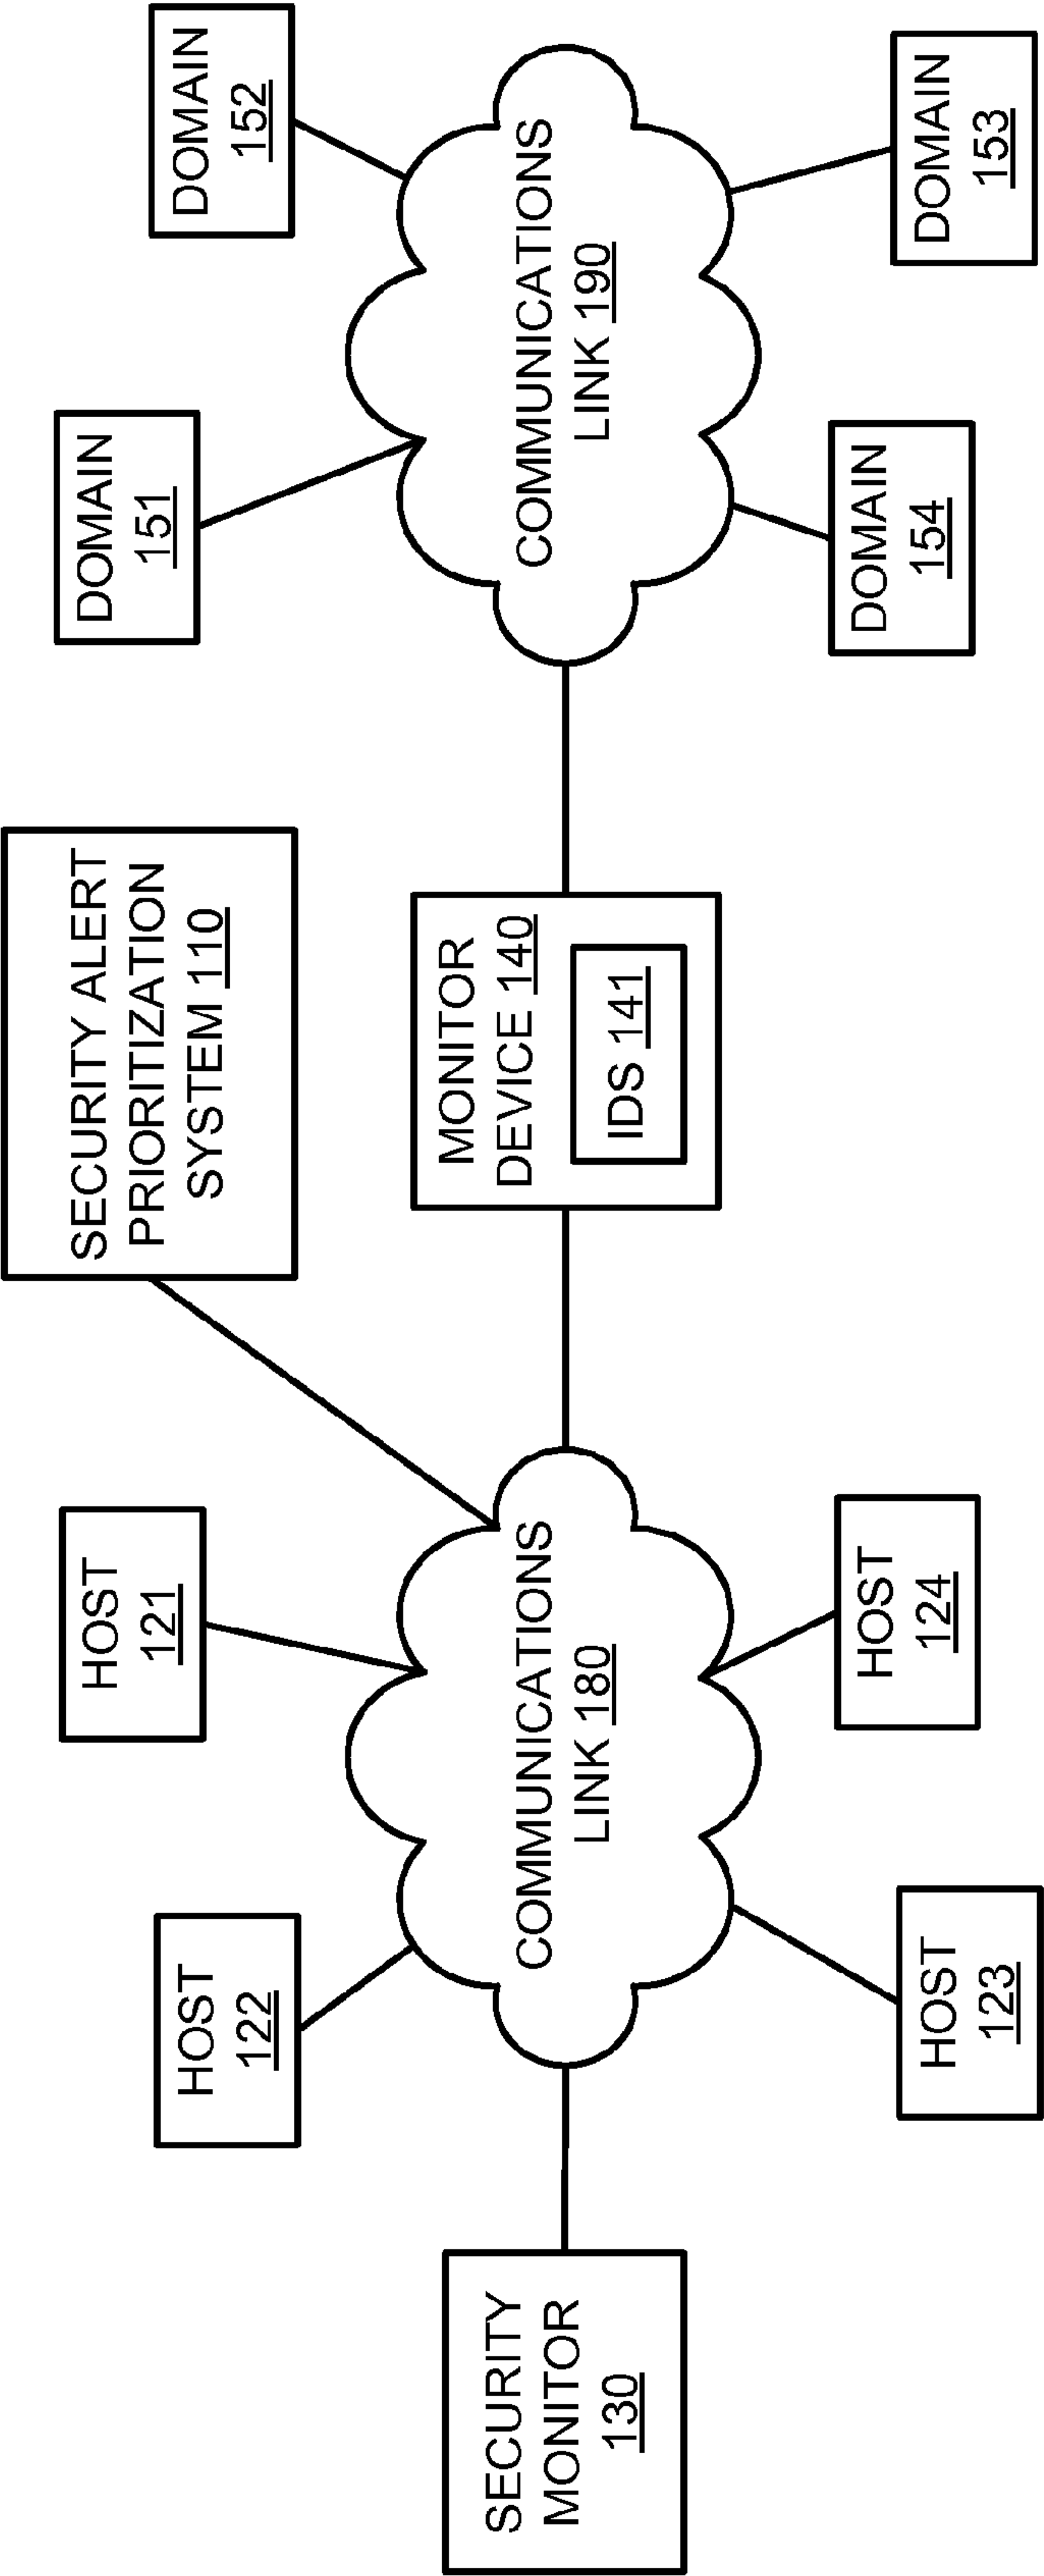 SECURITY ALERT
PRIORITIZATION
SYSTEM 110
HOST
122
HOST
121
DOMAIN
151
DOMAIN
152
SECURITY
MONITOR
130
COMMUNICATIONS
LINK 180
MONITOR
DEVICE 140
IDS 141
COMMUNICATIONS
LINK 190
HOST
123
HOST
124
DOMAIN
154
DOMAIN
153